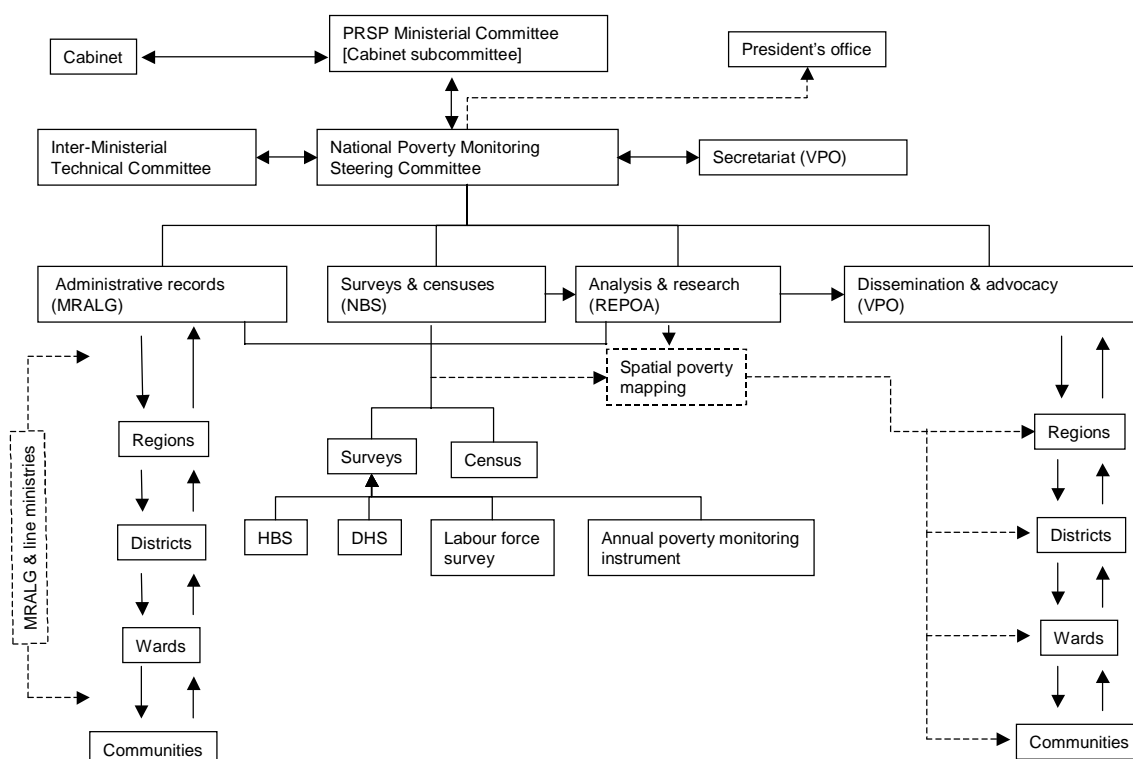 PRSP Ministerial Committee
[Cabinet subcommittee]
Cabinet
President’s office
Inter-Ministerial
Technical Committee
National Poverty Monitoring
Steering Committee
Secretariat (VPO)
Administrative records
(MRALG)
Surveys & censuses
(NBS)
Analysis & research
(REPOA)
Dissemination & advocacy
(VPO)
Spatial poverty
mapping
MRALG & line ministries
Regions
Surveys
Census
Regions
HBS
DHS
Labour force
survey
Annual poverty monitoring
instrument
Districts
Districts
Wards
Wards
Communities
Communities